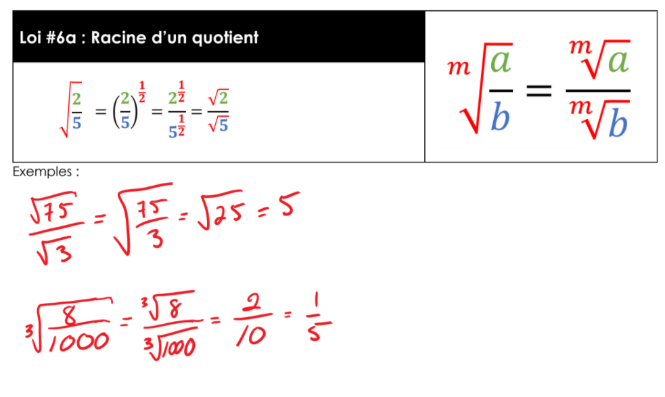 Loi #6a : Racine d'un quotient
√(2/5) = (2/5)^(1/2) = 2^(1/2)/5^(1/2) = √2/√5
ᵐ√(a/b) = ᵐ√a/ᵐ√b
Exemples :
√75/√3 = √(75/3) = √25 = 5
³√(8/1000) = ³√8/³√1000 = 2/10 = 1/5